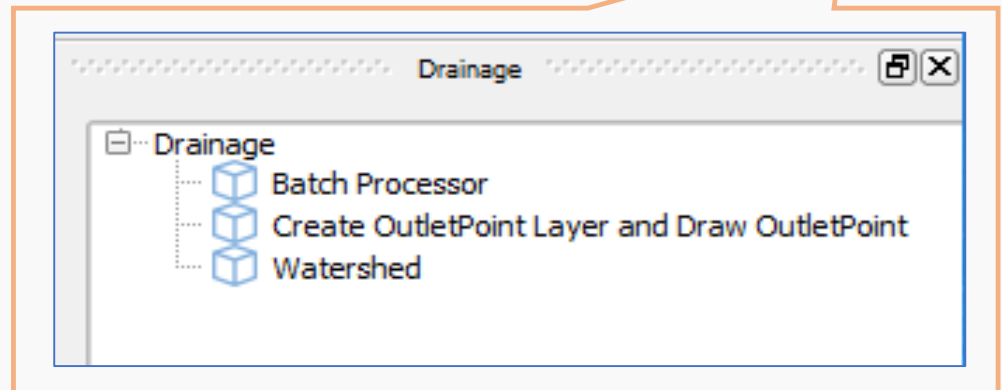 Drainage
Drainage
Batch Processor
Create OutletPoint Layer and Draw OutletPoint
Watershed